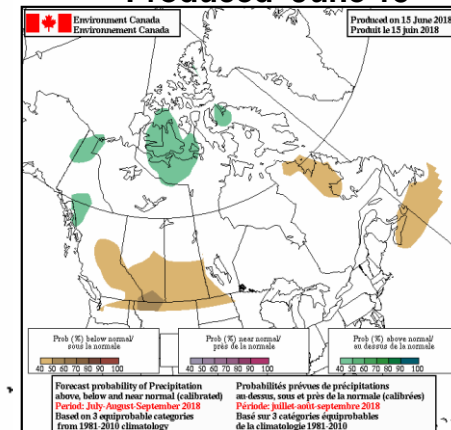 Produced June 15
Environment Canada
Environnement Canada
Produced on 15 June 2018
Produit le 15 juin 2018
Prob (%) below normal/
sous la normale
40 50 60 70 80 90 100
Prob (%) near normal/
près de la normale
40 50 60 70 80 90 100
Prob (%) above normal/
au dessus de la normale
40 50 60 70 80 90 100
Forecast probability of Precipitation
above, below and near normal (calibrated)
Period: July-August-September 2018
Based on 3 equiprobable categories
from 1981-2010 climatology
Probabilités prévues de précipitations
au-dessus, sous et près de la normale (calibrées)
Période: juillet-août-septembre 2018
Basé sur 3 catégories équiprobables
de la climatologie 1981-2010